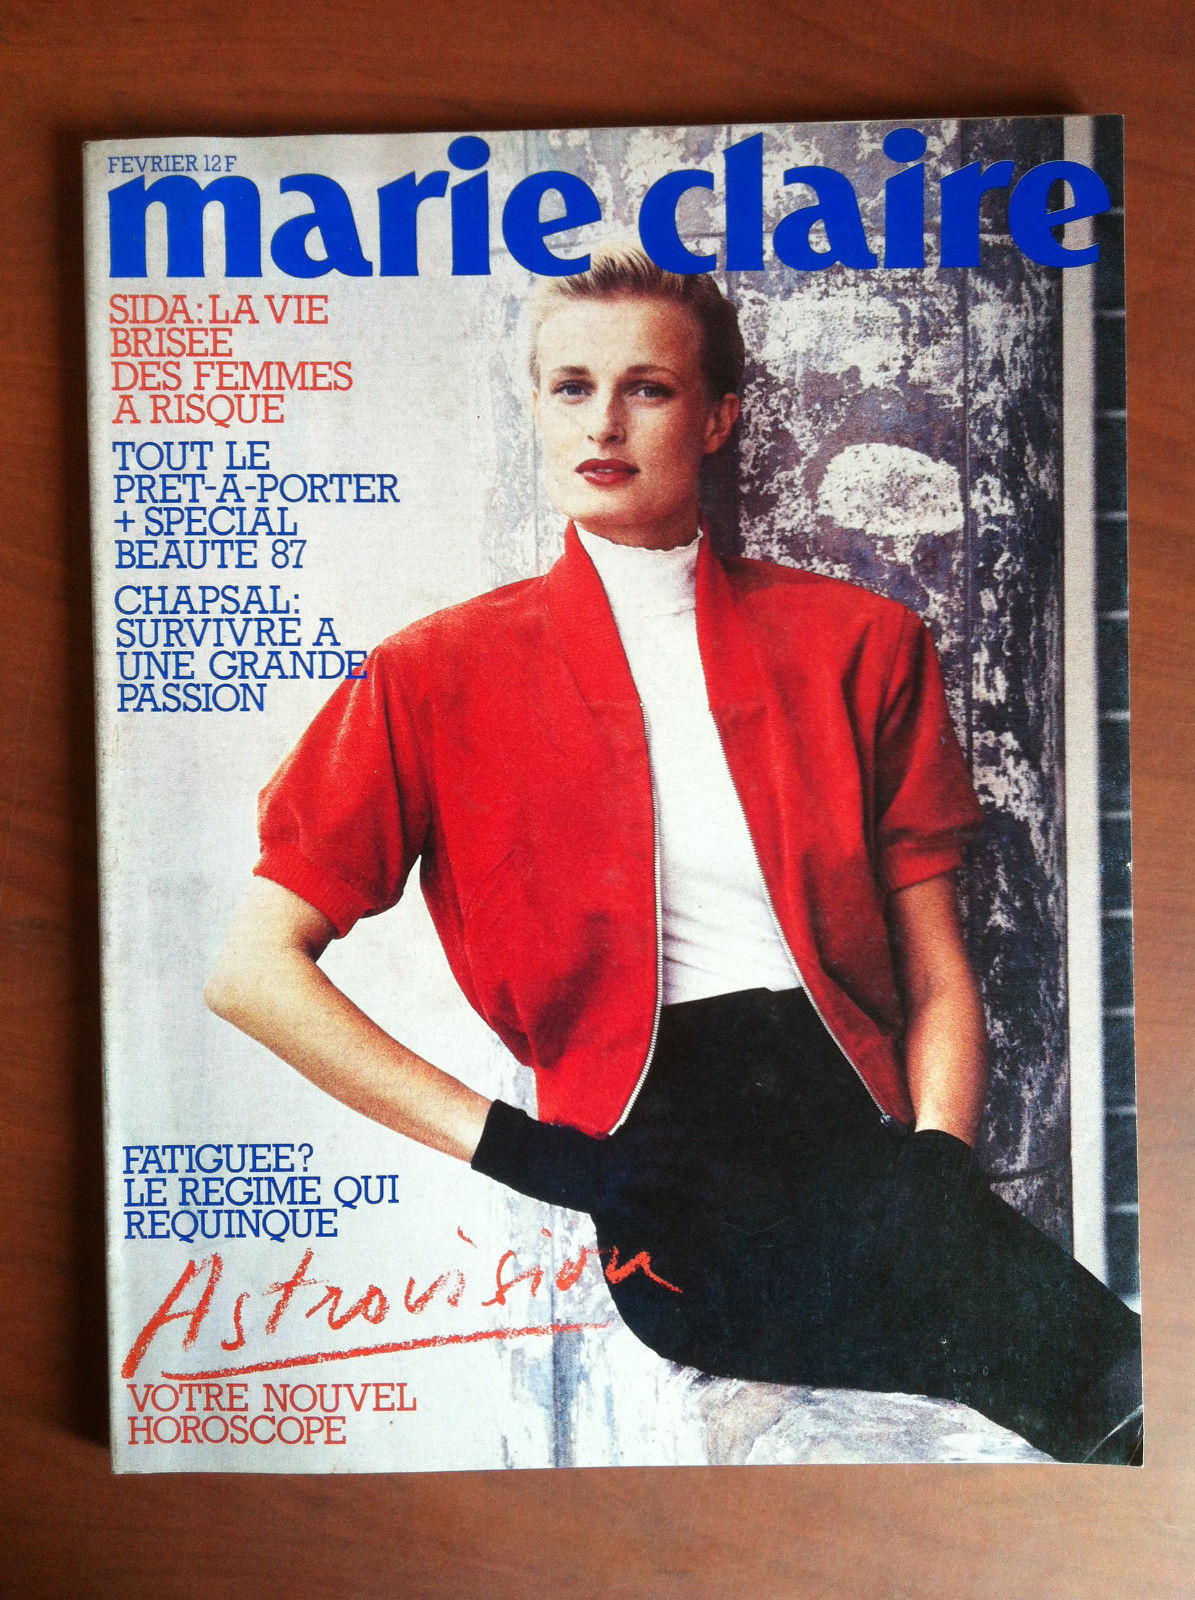 FEVRIER 12F
marie claire
SIDA: LA VIE
BRISEE
DES FEMMES
A RISQUE
TOUT LE
PRET-A-PORTER
+ SPECIAL
BEAUTE 87
CHAPSAL:
SURVIVRE A
UNE GRANDE
PASSION
FATIGUEE?
LE REGIME QUI
REQUINQUE
Astrovision
VOTRE NOUVEL
HOROSCOPE